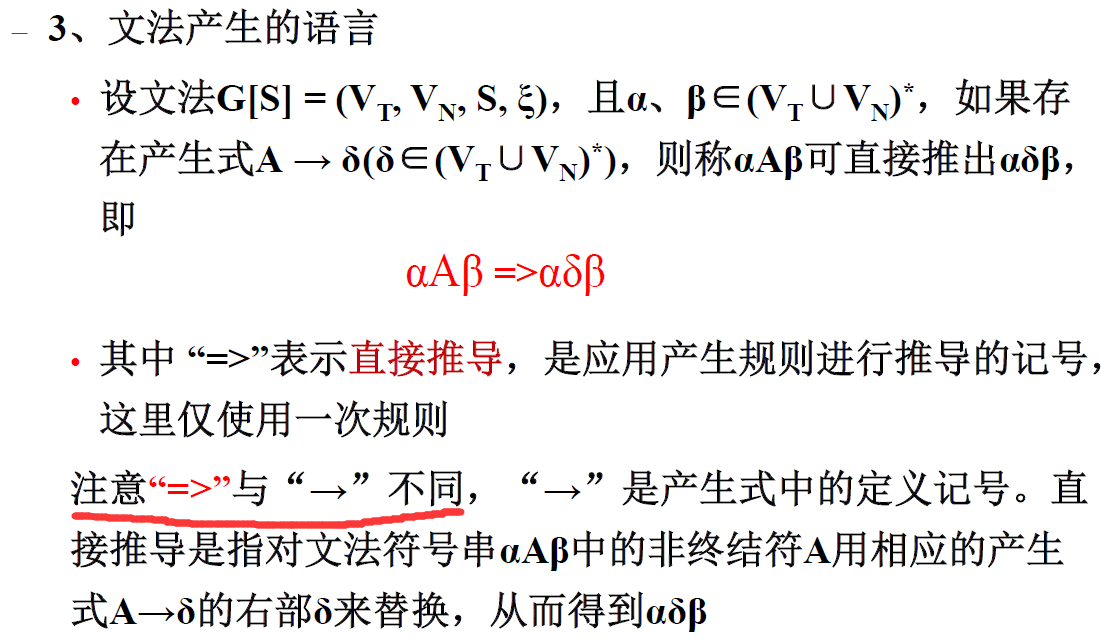 – 3、文法产生的语言
• 设文法G[S] = (VT, VN, S, ξ)，且α、β∈(VT∪VN)*，如果存
在产生式A → δ(δ∈(VT∪VN)*)，则称αAβ可直接推出αδβ，
即
αAβ =>αδβ
• 其中 “=>”表示直接推导，是应用产生规则进行推导的记号，
这里仅使用一次规则
注意“=>”与“→”不同，“→”是产生式中的定义记号。直
接推导是指对文法符号串αAβ中的非终结符A用相应的产生
式A→δ的右部δ来替换，从而得到αδβ